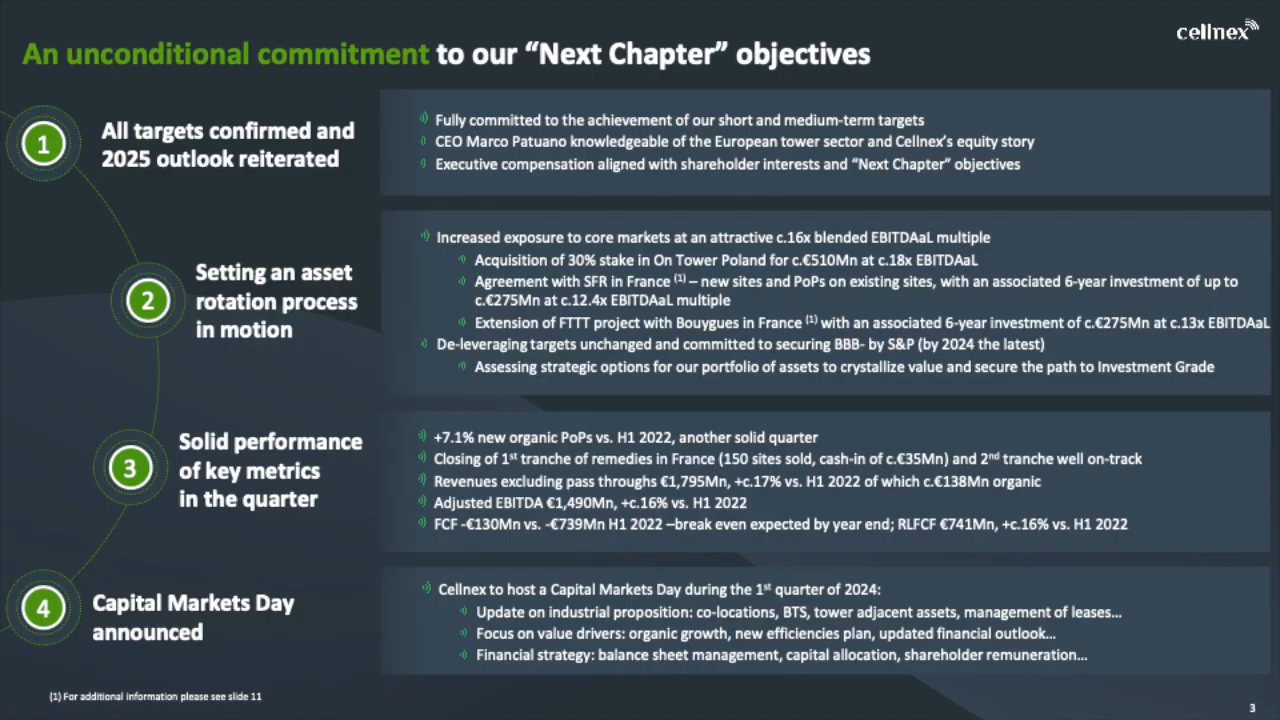 cellnex
An unconditional commitment to our “Next Chapter” objectives
1
All targets confirmed and
2025 outlook reiterated
Fully committed to the achievement of our short and medium-term targets
CEO Marco Patuano knowledgeable of the European tower sector and Cellnex’s equity story
Executive compensation aligned with shareholder interests and “Next Chapter” objectives
2
Setting an asset
rotation process
in motion
Increased exposure to core markets at an attractive c.16x blended EBITDAaL multiple
Acquisition of 30% stake in On Tower Poland for c.€510Mn at c.18x EBITDAaL
Agreement with SFR in France (1) – new sites and PoPs on existing sites, with an associated 6-year investment of up to
c.€275Mn at c.12.4x EBITDAaL multiple
Extension of FTTT project with Bouygues in France (1) with an associated 6-year investment of c.€275Mn at c.13x EBITDAaL
De-leveraging targets unchanged and committed to securing BBB- by S&P (by 2024 the latest)
Assessing strategic options for our portfolio of assets to crystallize value and secure the path to Investment Grade
3
Solid performance
of key metrics
in the quarter
+7.1% new organic PoPs vs. H1 2022, another solid quarter
Closing of 1st tranche of remedies in France (150 sites sold, cash-in of c.€35Mn) and 2nd tranche well on-track
Revenues excluding pass throughs €1,795Mn, +c.17% vs. H1 2022 of which c.€138Mn organic
Adjusted EBITDA €1,490Mn, +c.16% vs. H1 2022
FCF -€130Mn vs. -€739Mn H1 2022 –break even expected by year end; RLFCF €741Mn, +c.16% vs. H1 2022
4
Capital Markets Day
announced
Cellnex to host a Capital Markets Day during the 1st quarter of 2024:
Update on industrial proposition: co-locations, BTS, tower adjacent assets, management of leases…
Focus on value drivers: organic growth, new efficiencies plan, updated financial outlook…
Financial strategy: balance sheet management, capital allocation, shareholder remuneration…
(1) For additional information please see slide 11
3